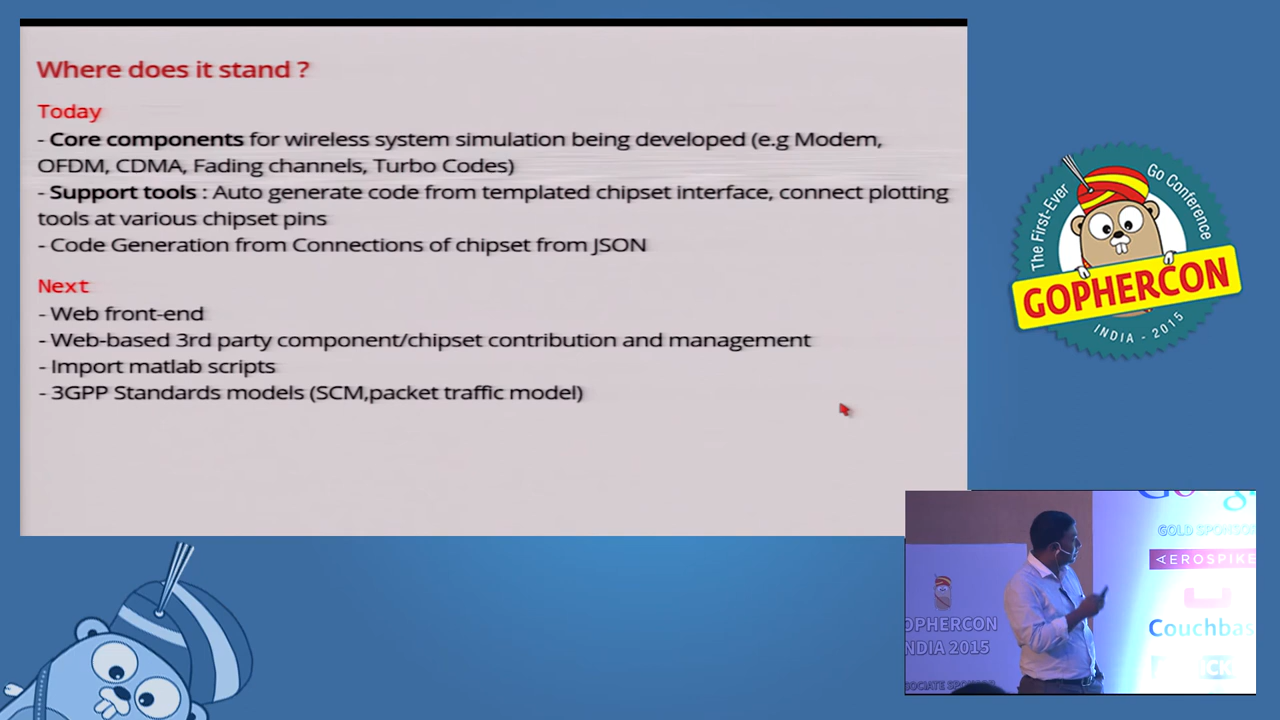 Where does it stand ?
Today
- Core components for wireless system simulation being developed (e.g Modem,
OFDM, CDMA, Fading channels, Turbo Codes)
- Support tools : Auto generate code from templated chipset interface, connect plotting
tools at various chipset pins
- Code Generation from Connections of chipset from JSON
Next
- Web front-end
- Web-based 3rd party component/chipset contribution and management
- Import matlab scripts
- 3GPP Standards models (SCM,packet traffic model)
The First-Ever
Go Conference
GOPHERCON
INDIA - 2015
GOLD SPONSOR
AEROSPIKE
Couchbas
OPHERCON
NDIA 2015